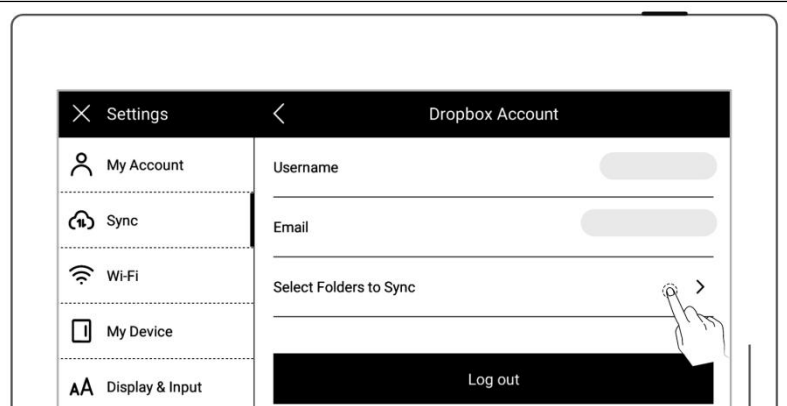 Settings
Dropbox Account
My Account
Sync
Wi-Fi
My Device
AA Display & Input
Username
Email
Select Folders to Sync
Log out